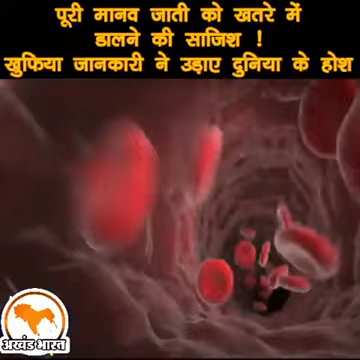 पूरी मानव जाती को खतरे में
डालने की साजिश !
खुफिया जानकारी ने उड़ाए दुनिया के होश
अखंड भारत